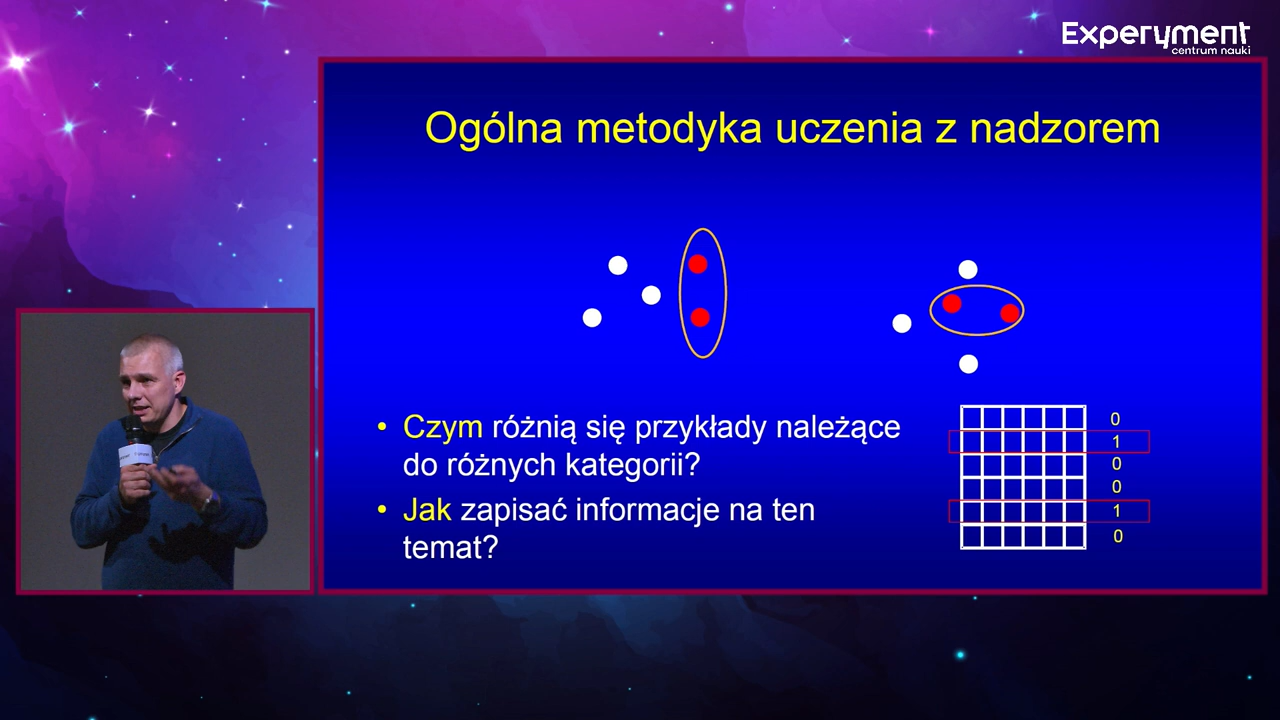 Experyment
centrum nauki
Ogólna metodyka uczenia z nadzorem
• Czym różnią się przykłady należące
do różnych kategorii?
• Jak zapisać informacje na ten
temat?
0
1
0
0
1
0